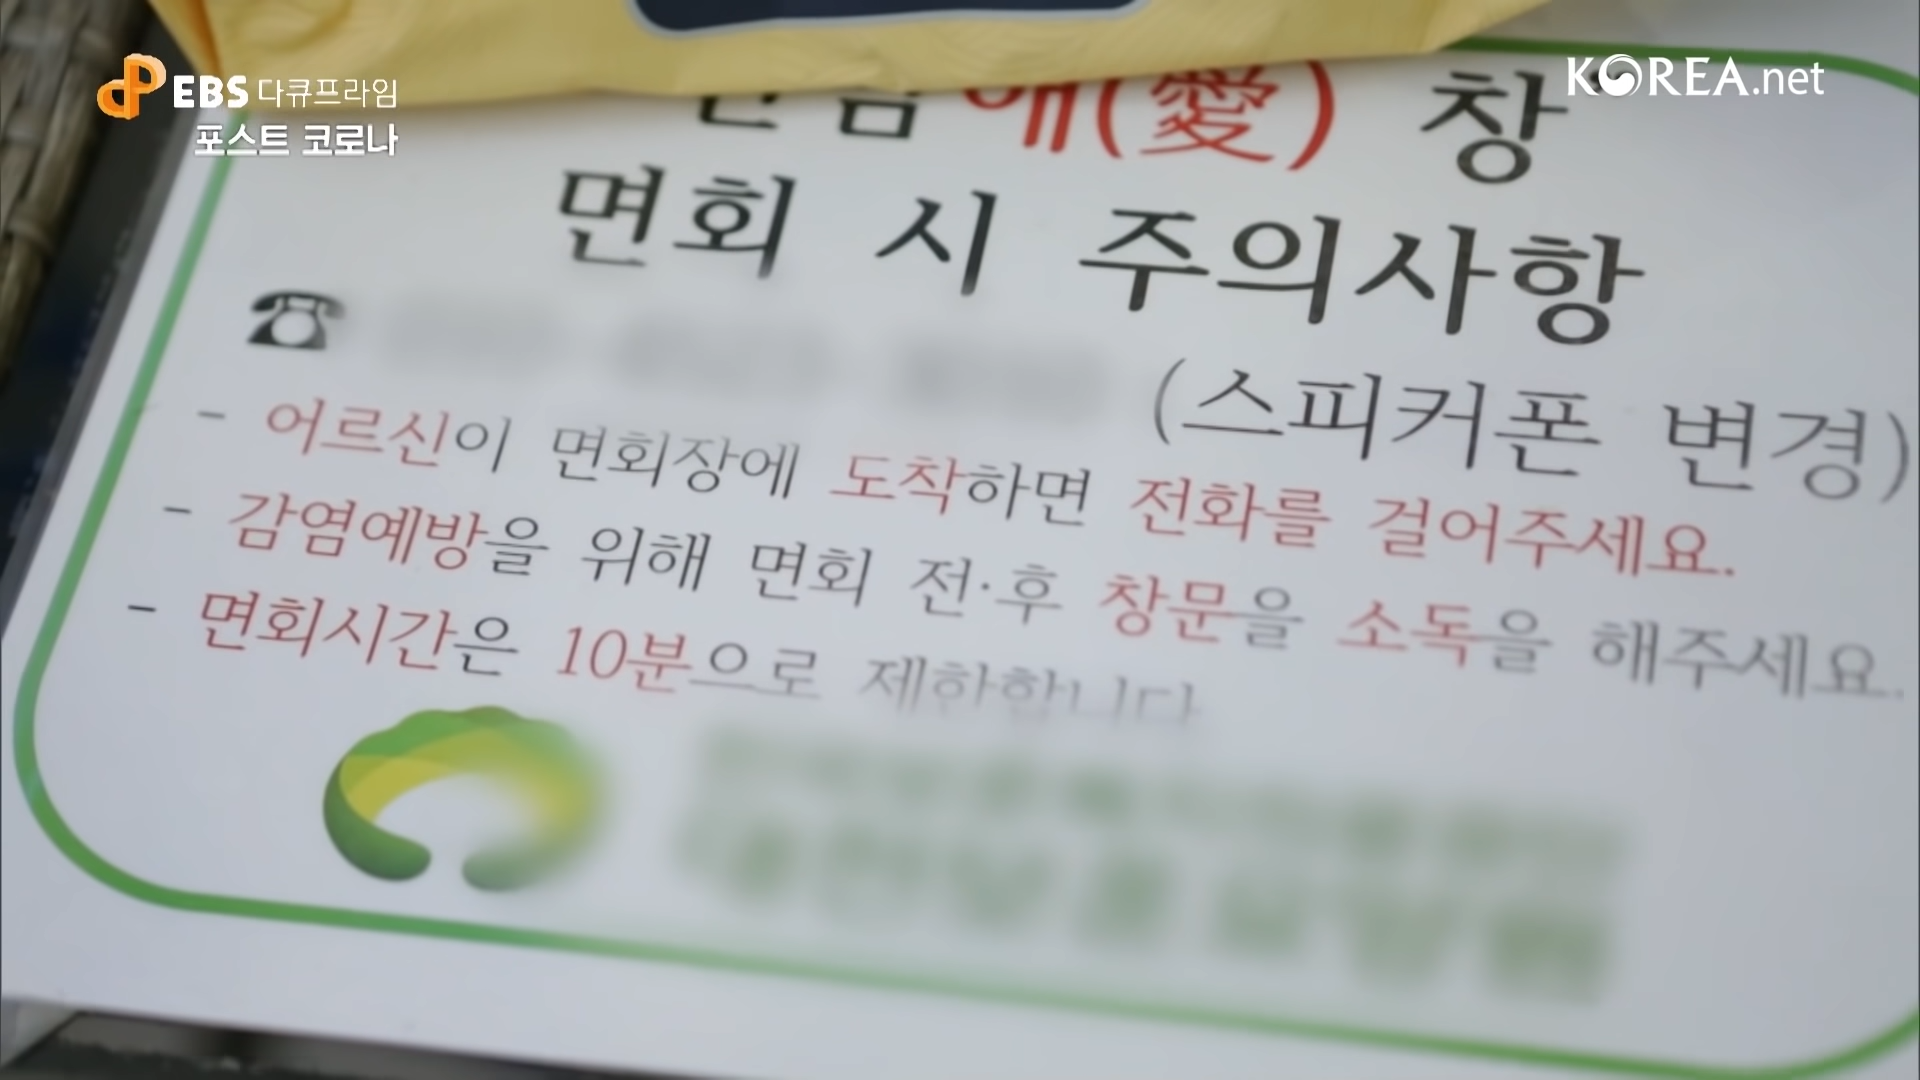 EBS 다큐프라임
포스트 코로나
KOREA.net
애(愛) 창
면회 시 주의사항
(스피커폰 변경)
- 어르신이 면회장에 도착하면 전화를 걸어주세요.
- 감염예방을 위해 면회 전·후 창문을 소독을 해주세요.
- 면회시간은 10분으로 제한합니다